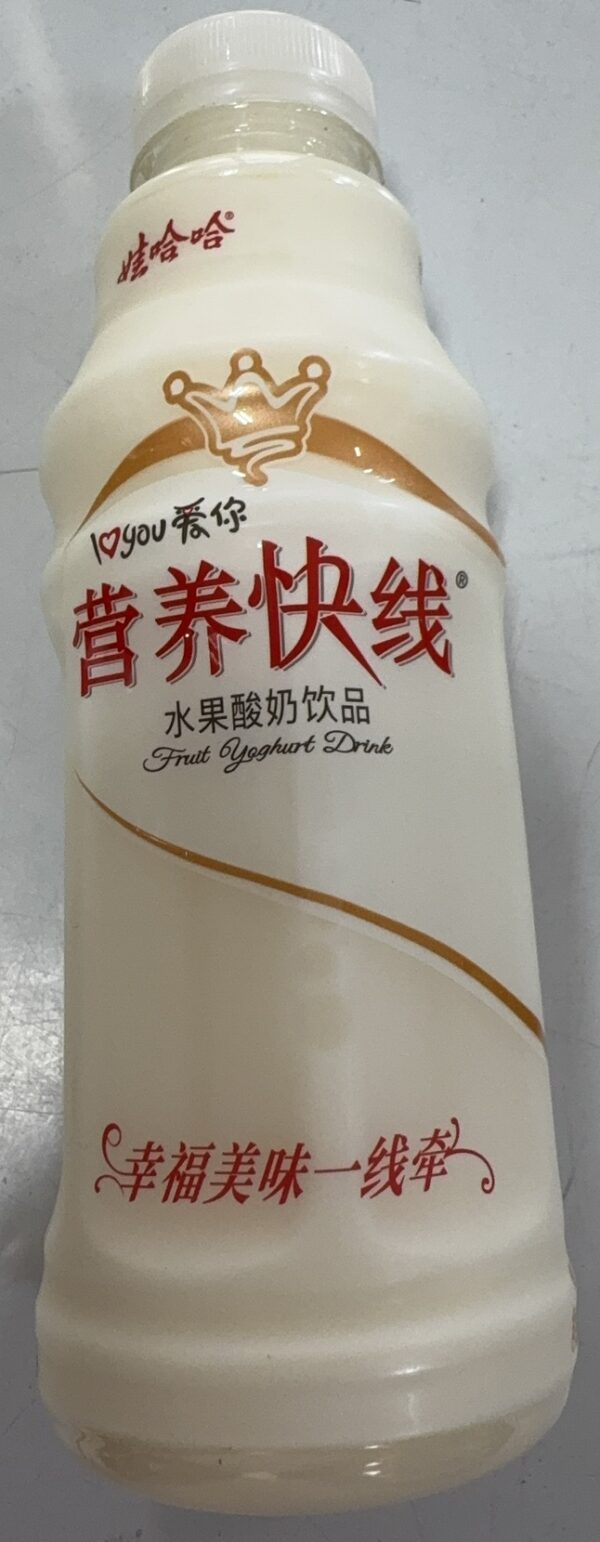 娃哈哈®
I♡you 爱你
营养快线®
水果酸奶饮品
Fruit Yoghurt Drink
幸福美味一线牵